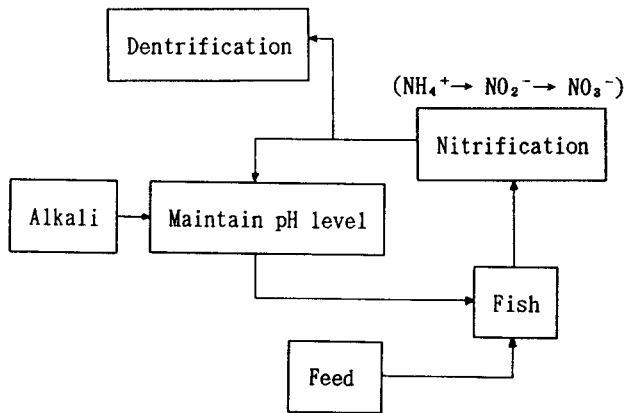 Dentrification
(NH₄⁺→ NO₂⁻→ NO₃⁻)
Nitrification
Alkali
Maintain pH level
Fish
Feed